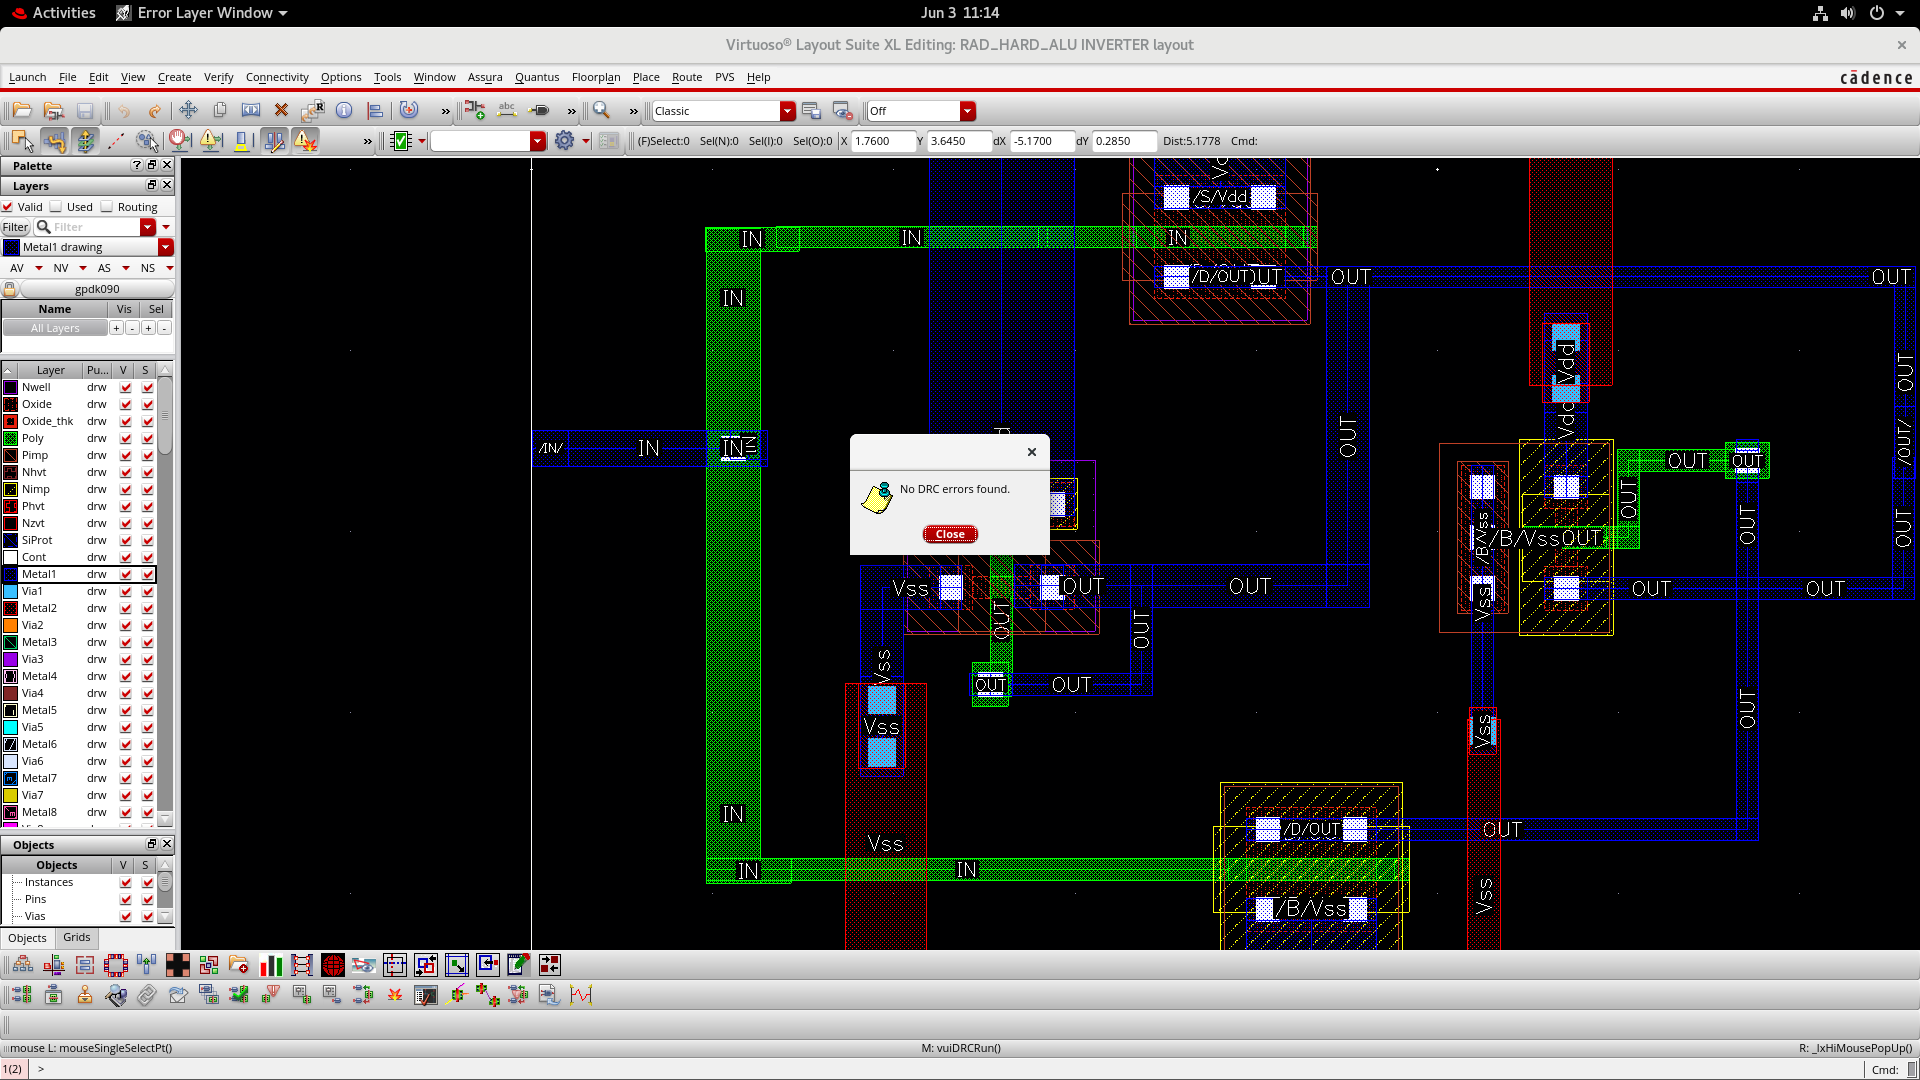 Activities
Error Layer Window
Jun 3 11:14
Virtuoso® Layout Suite XL Editing: RAD_HARD_ALU INVERTER layout
Launch File Edit View Create Verify Connectivity Options Tools Window Assura Quantus Floorplan Place Route PVS Help
cādence
Classic
Off
(F)Select:0 Sel(N):0 Sel(I):0 Sel(O):0 X 1.7600 Y 3.6450 dX -5.1700 dY 0.2850 Dist:5.1778 Cmd:
Palette
Layers
Valid Used Routing
Filter Filter
Metal1 drawing
AV NV AS NS
gpdk090
Name Vis Sel
All Layers + - + -
Layer Pu... V S
Nwell drw
Oxide drw
Oxide_thk drw
Poly drw
Pimp drw
Nhvt drw
Nimp drw
Phvt drw
Nzvt drw
SiProt drw
Cont drw
Metal1 drw
Via1 drw
Metal2 drw
Via2 drw
Metal3 drw
Via3 drw
Metal4 drw
Via4 drw
Metal5 drw
Via5 drw
Metal6 drw
Via6 drw
Metal7 drw
Via7 drw
Metal8 drw
Objects
Objects V S
Instances
Pins
Vias
Objects Grids
/S/Vdd
IN IN IN
/D/OUT OUT OUT
IN
OUT
Vdd
Vdd
OUT
/OUT/
/IN/ IN IN
OUT OUT
OUT
OUT
OUT
/B/Vss
/B/Vss OUT
No DRC errors found.
Close
Vss OUT OUT
Vss OUT OUT
OUT
OUT OUT
Vss
OUT
Vss
Vss
IN
/D/OUT OUT
Vss
IN IN
Vss
/B/Vss
mouse L: mouseSingleSelectPt()
M: vuiDRCRun()
R: _lxHiMousePopUp()
1(2) >
Cmd: